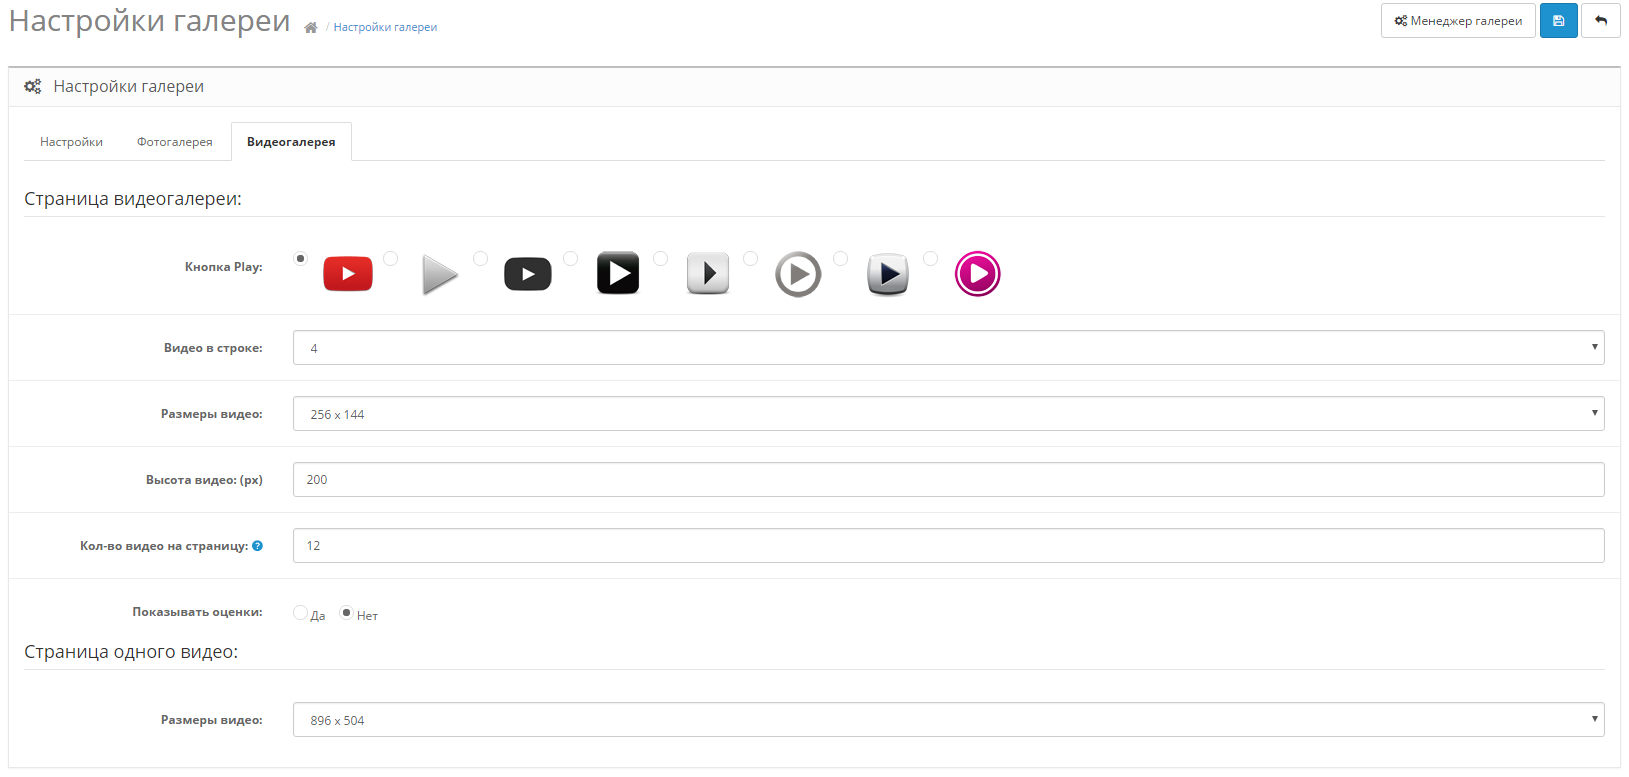 Настройки галереи
/ Настройки галереи
Менеджер галереи
Настройки галереи
Настройки
Фотогалерея
Видеогалерея
Страница видеогалереи:
Кнопка Play:
Видео в строке:
4
Размеры видео:
256 x 144
Высота видео: (px)
200
Кол-во видео на страницу: ?
12
Показывать оценки:
Да
Нет
Страница одного видео:
Размеры видео:
896 x 504